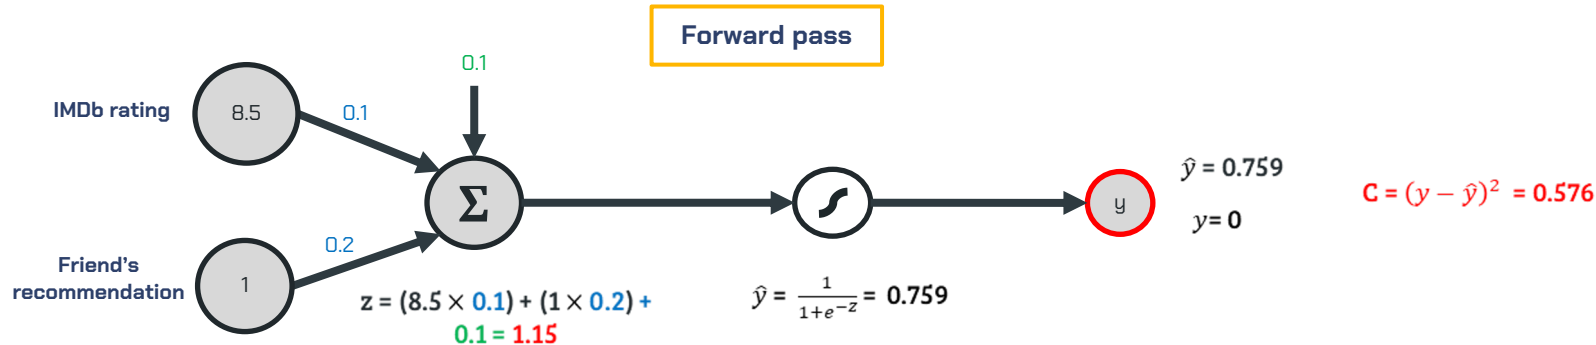 Forward pass
0.1
IMDb rating
8.5
0.1
Σ
ŷ = 0.759
y
y = 0
C = (y − ŷ)² = 0.576
0.2
Friend's
recommendation
1
z = (8.5 × 0.1) + (1 × 0.2) +
0.1 = 1.15
ŷ = 1/1+e^−z = 0.759